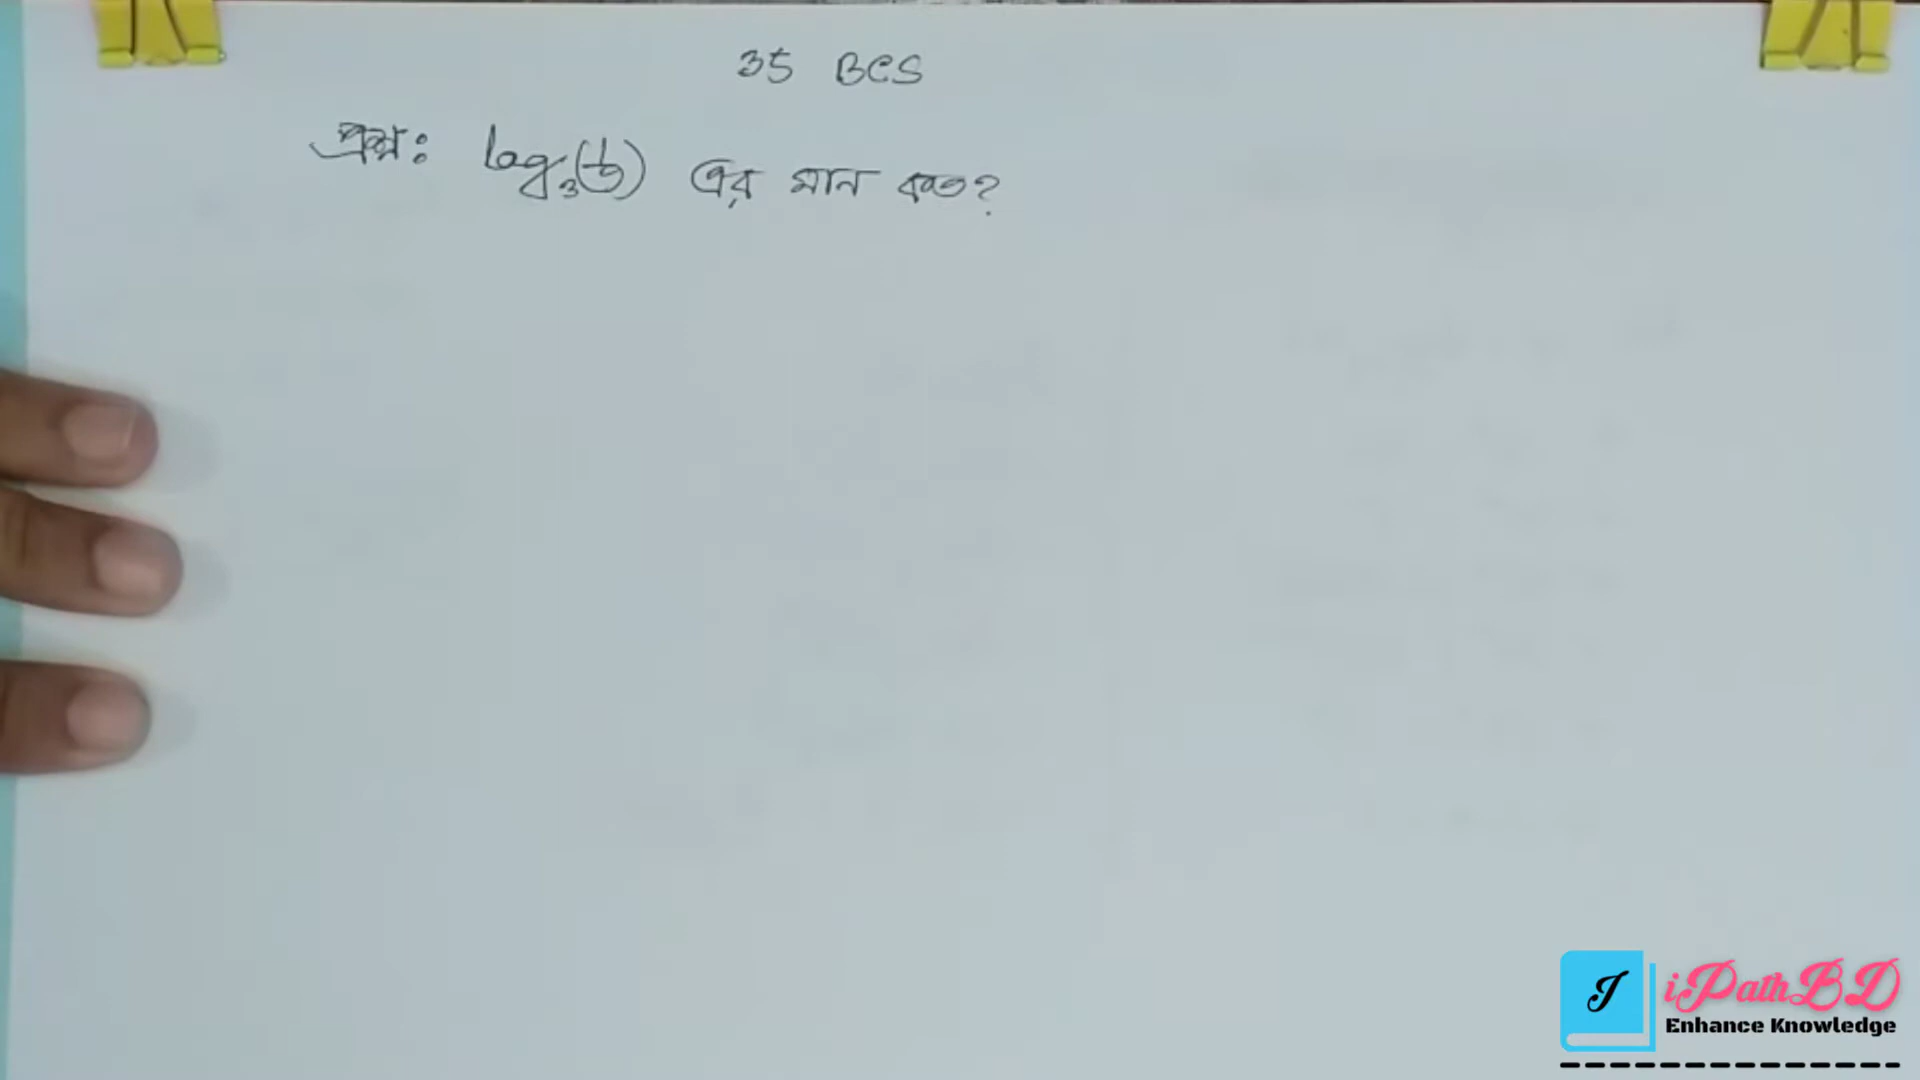 35 BCS
প্রশ্ন: log₃(1/9) এর মান কত?
J iPathBD
Enhance Knowledge